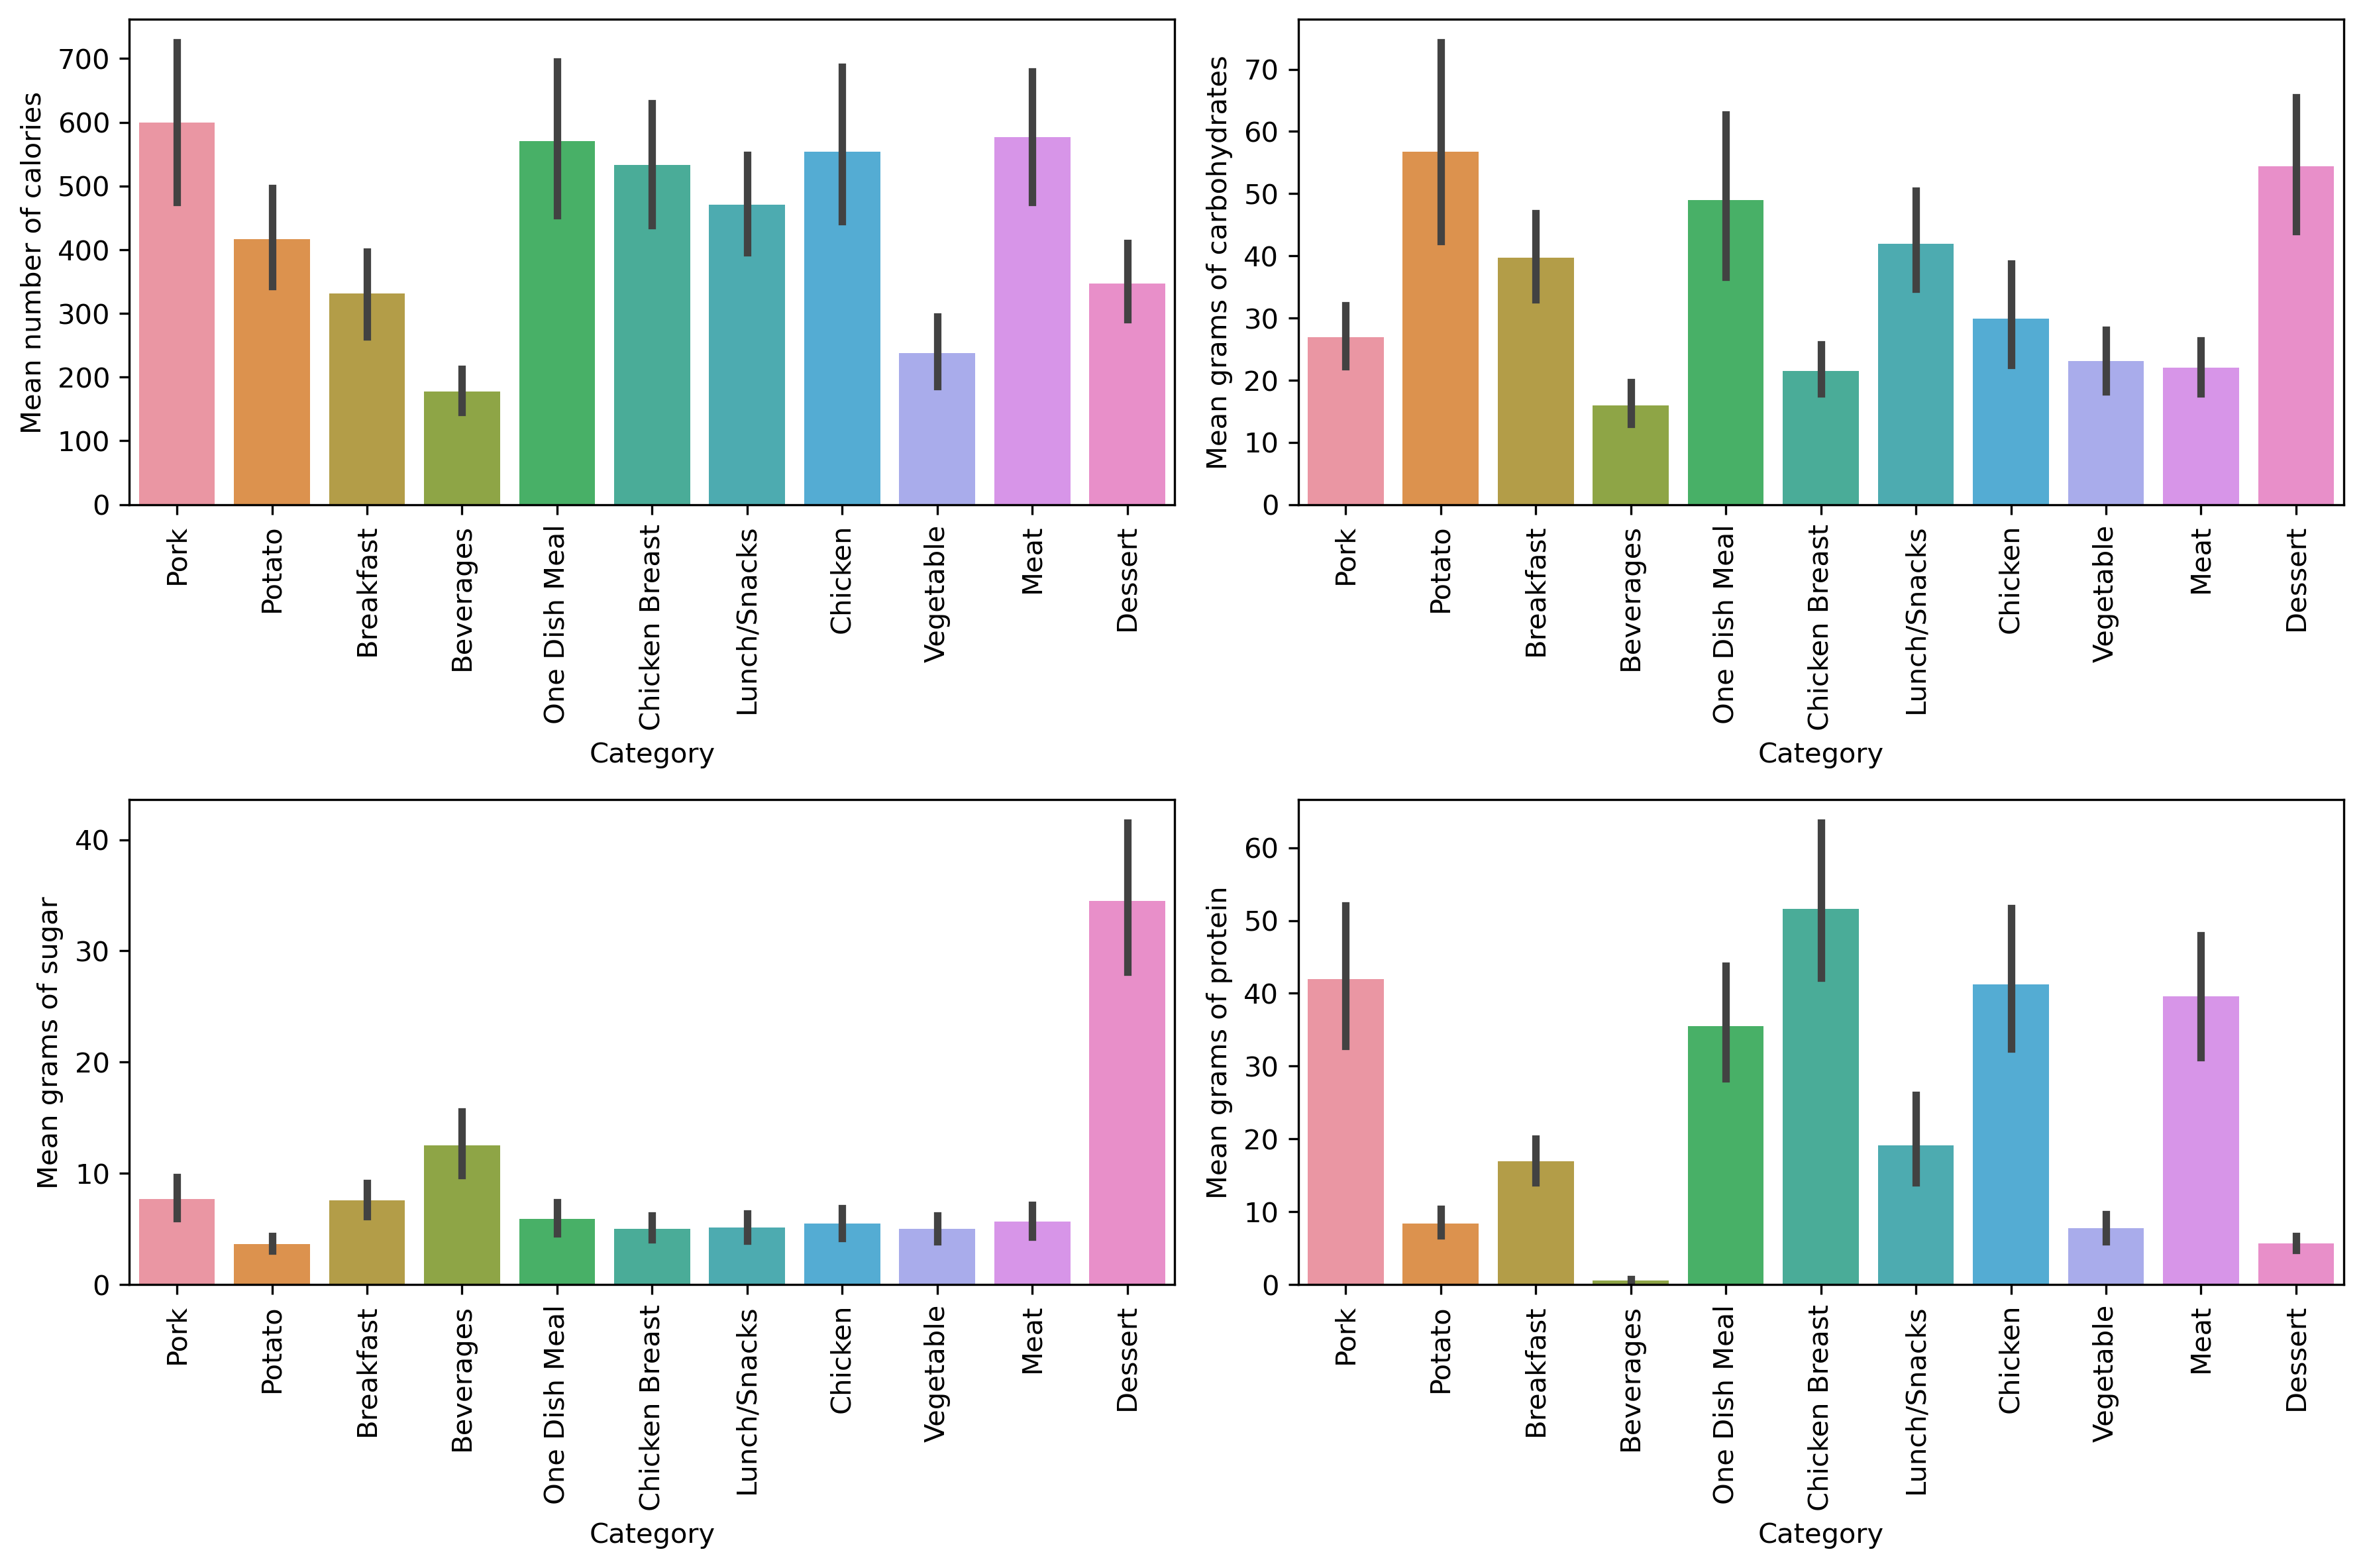 Mean number of calories
700
600
500
400
300
200
100
0
Pork
Potato
Breakfast
Beverages
One Dish Meal
Chicken Breast
Lunch/Snacks
Chicken
Vegetable
Meat
Dessert
Category
Mean grams of carbohydrates
70
60
50
40
30
20
10
0
Pork
Potato
Breakfast
Beverages
One Dish Meal
Chicken Breast
Lunch/Snacks
Chicken
Vegetable
Meat
Dessert
Category
Mean grams of sugar
40
30
20
10
0
Pork
Potato
Breakfast
Beverages
One Dish Meal
Chicken Breast
Lunch/Snacks
Chicken
Vegetable
Meat
Dessert
Category
Mean grams of protein
60
50
40
30
20
10
0
Pork
Potato
Breakfast
Beverages
One Dish Meal
Chicken Breast
Lunch/Snacks
Chicken
Vegetable
Meat
Dessert
Category